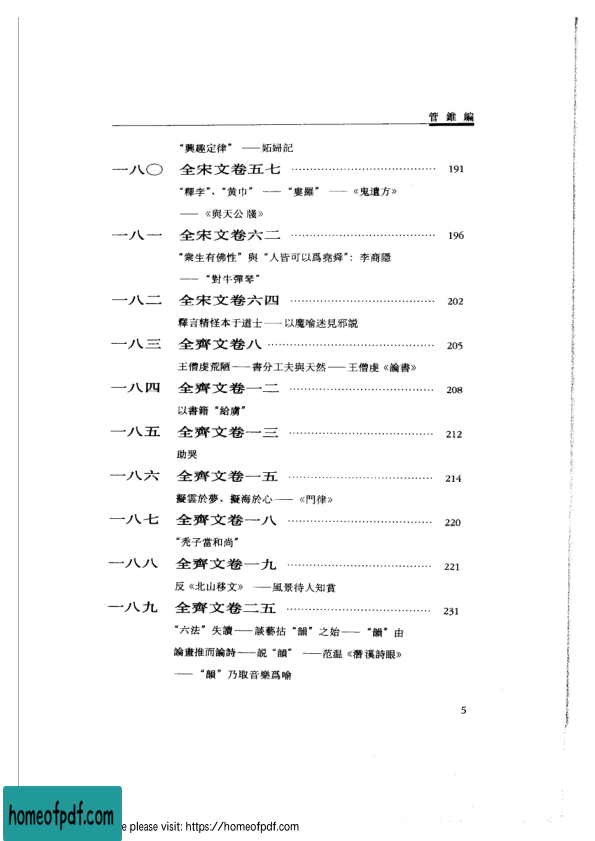 管錐編
“興趣定律” ——妬婦記
一八〇 全宋文卷五七 ⋯⋯⋯⋯⋯⋯⋯⋯⋯⋯⋯ 191
“釋李”、“黄巾” —— “婁羅” —— 《鬼遺方》
—— 《與天公牋》
一八一 全宋文卷六二 ⋯⋯⋯⋯⋯⋯⋯⋯⋯⋯⋯ 196
“衆生有佛性” 與 “人皆可以爲堯舜”：李商隱
—— “對牛彈琴”
一八二 全宋文卷六四 ⋯⋯⋯⋯⋯⋯⋯⋯⋯⋯⋯ 202
釋言精怪本于道士——以魔喻迷見邪說
一八三 全齊文卷八 ⋯⋯⋯⋯⋯⋯⋯⋯⋯⋯⋯ 205
王僧虔荒陋——書分工夫與天然——王僧虔《論書》
一八四 全齊文卷一二 ⋯⋯⋯⋯⋯⋯⋯⋯⋯⋯⋯ 208
以書籍 “給虜”
一八五 全齊文卷一三 ⋯⋯⋯⋯⋯⋯⋯⋯⋯⋯⋯ 212
助哭
一八六 全齊文卷一五 ⋯⋯⋯⋯⋯⋯⋯⋯⋯⋯⋯ 214
擬雲於夢、擬海於心——《門律》
一八七 全齊文卷一八 ⋯⋯⋯⋯⋯⋯⋯⋯⋯⋯⋯ 220
“禿子當和尚”
一八八 全齊文卷一九 ⋯⋯⋯⋯⋯⋯⋯⋯⋯⋯⋯ 221
反《北山移文》 ——風景待人知賞
一八九 全齊文卷二五 ⋯⋯⋯⋯⋯⋯⋯⋯⋯⋯⋯ 231
“六法” 失讀——談藝拈 “韻” 之始—— “韻” 由
論畫推而論詩——説 “韻” ——范温《潛溪詩眼》
—— “韻” 乃取音樂爲喻
5
homeofpdf.com
e please visit: https://homeofpdf.com